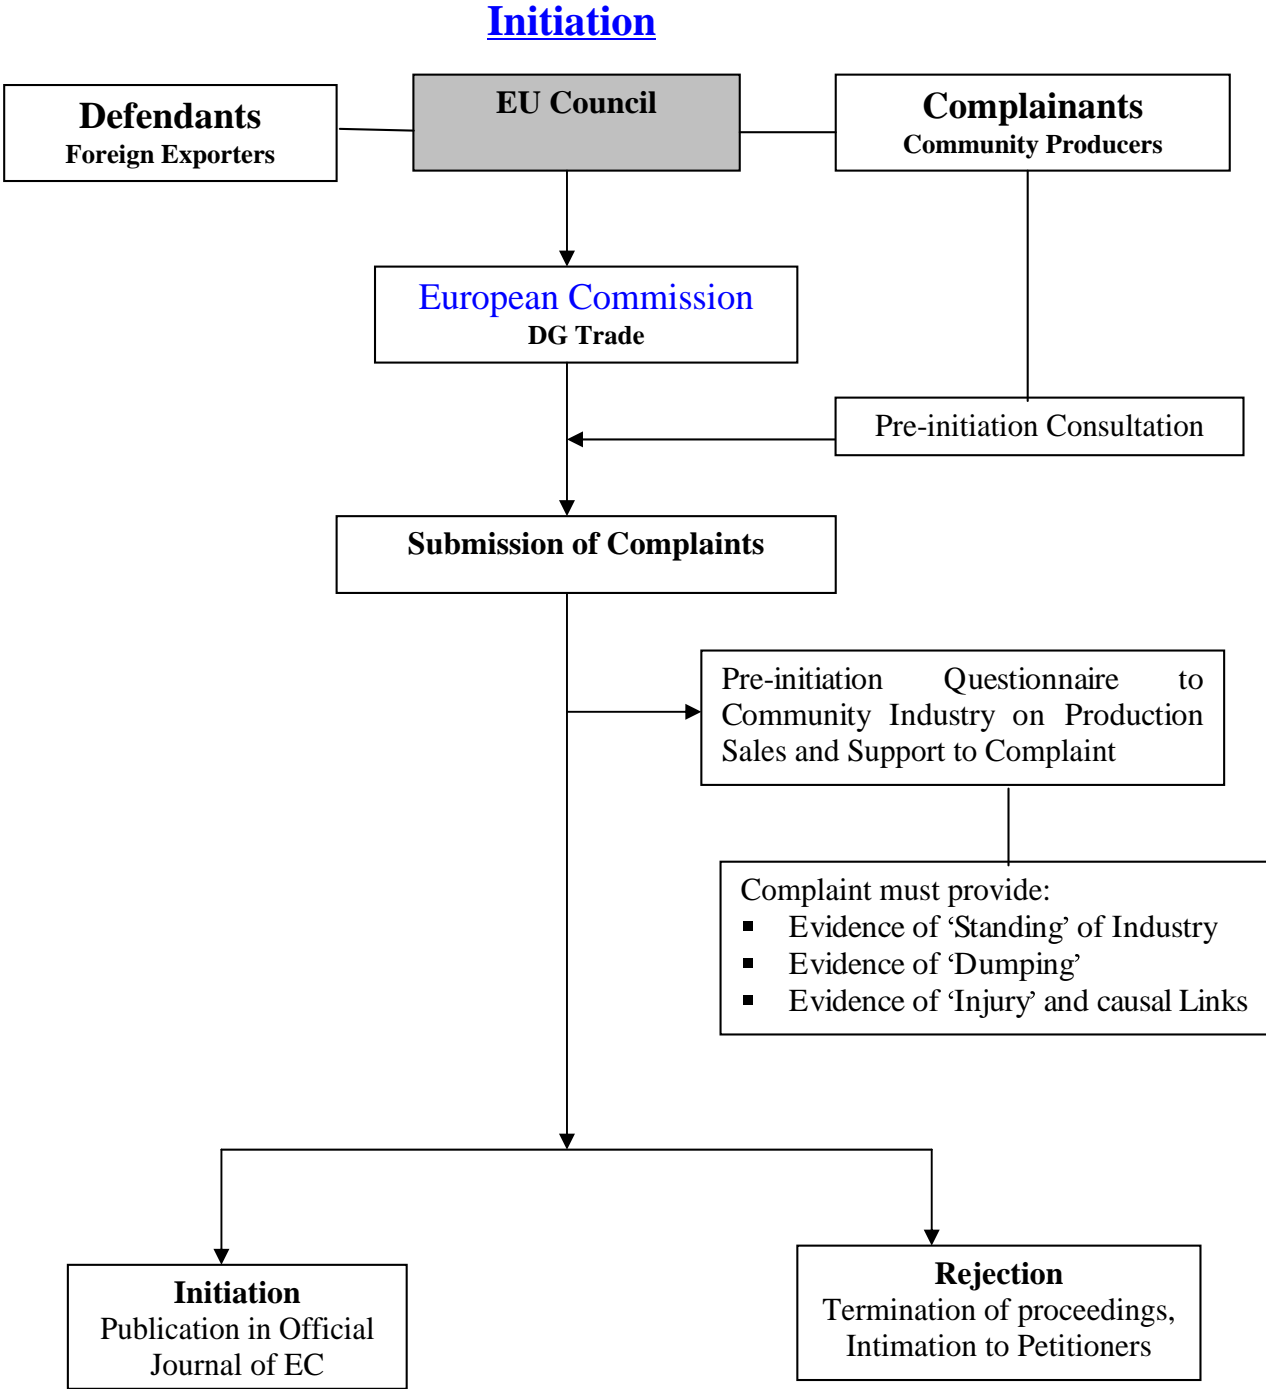 Initiation
Defendants
Foreign Exporters
EU Council
Complainants
Community Producers
European Commission
DG Trade
Pre-initiation Consultation
Submission of Complaints
Pre-initiation Questionnaire to
Community Industry on Production
Sales and Support to Complaint
Complaint must provide:
▪ Evidence of ‘Standing’ of Industry
▪ Evidence of ‘Dumping’
▪ Evidence of ‘Injury’ and causal Links
Initiation
Publication in Official
Journal of EC
Rejection
Termination of proceedings,
Intimation to Petitioners